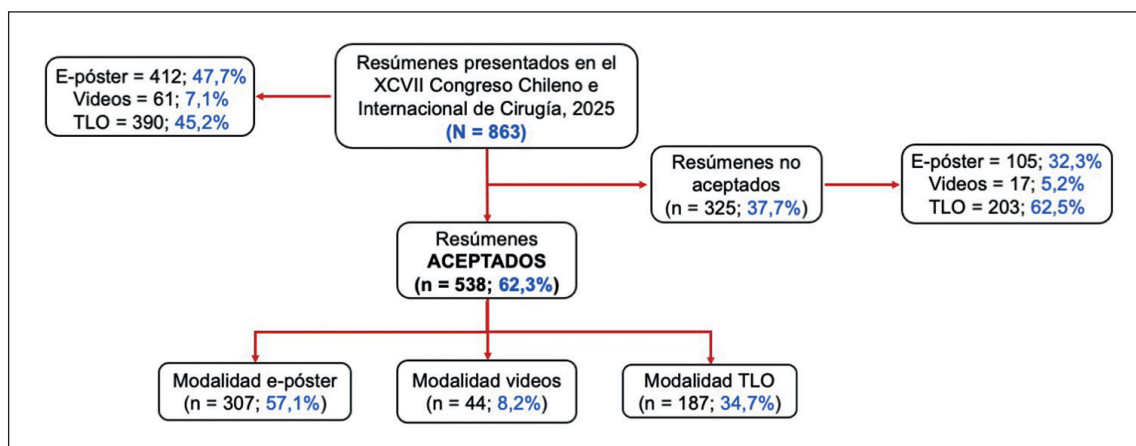 Resúmenes presentados en el
XCVII Congreso Chileno e
Internacional de Cirugía, 2025
(N = 863)
E-póster = 412; 47,7%
Videos = 61; 7,1%
TLO = 390; 45,2%
Resúmenes no
aceptados
(n = 325; 37,7%)
E-póster = 105; 32,3%
Videos = 17; 5,2%
TLO = 203; 62,5%
Resúmenes
ACEPTADOS
(n = 538; 62,3%)
Modalidad e-póster
(n = 307; 57,1%)
Modalidad videos
(n = 44; 8,2%)
Modalidad TLO
(n = 187; 34,7%)